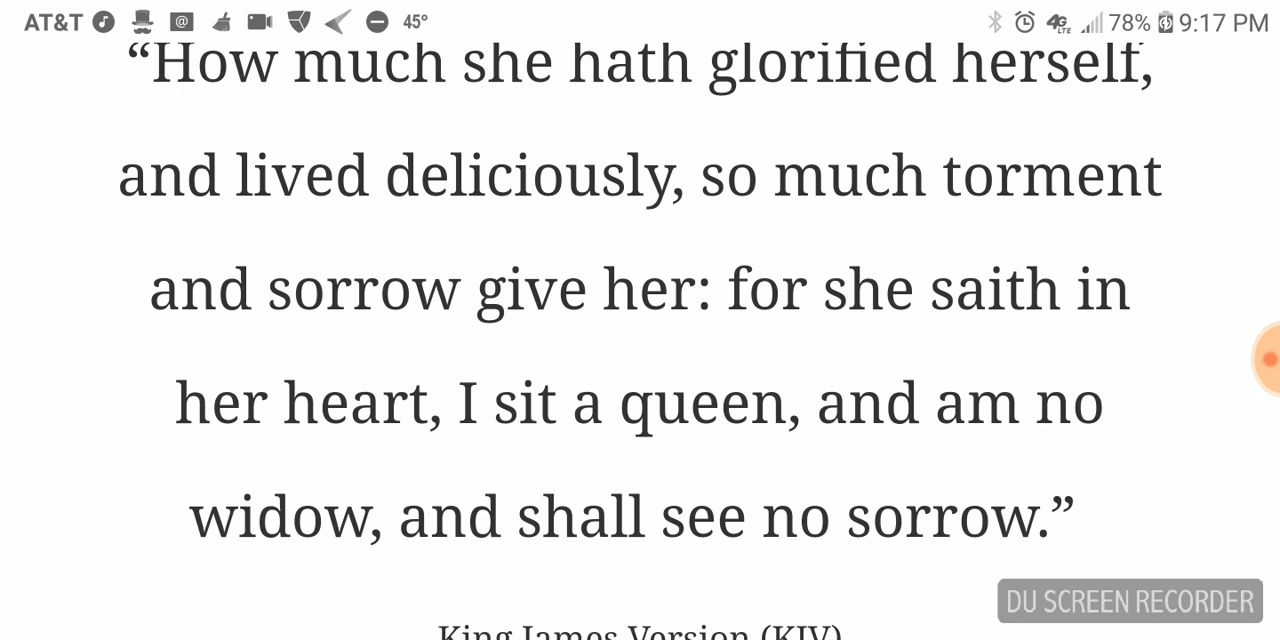 AT&T 45° 4G LTE 78% 9:17 PM
“How much she hath glorified herself,
and lived deliciously, so much torment
and sorrow give her: for she saith in
her heart, I sit a queen, and am no
widow, and shall see no sorrow.”
DU SCREEN RECORDER
King James Version (KJV)